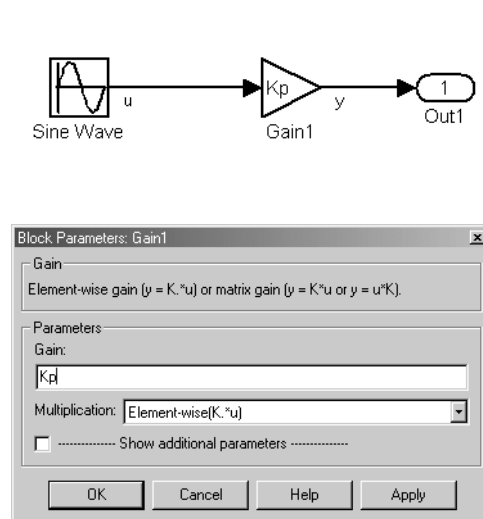 u
Kp
y
1
Sine Wave
Gain1
Out1
Block Parameters: Gain1
Gain
Element-wise gain (y = K.*u) or matrix gain (y = K*u or y = u*K).
Parameters
Gain:
Kp
Multiplication: Element-wise(K.*u)
-------------- Show additional parameters --------------
OK Cancel Help Apply